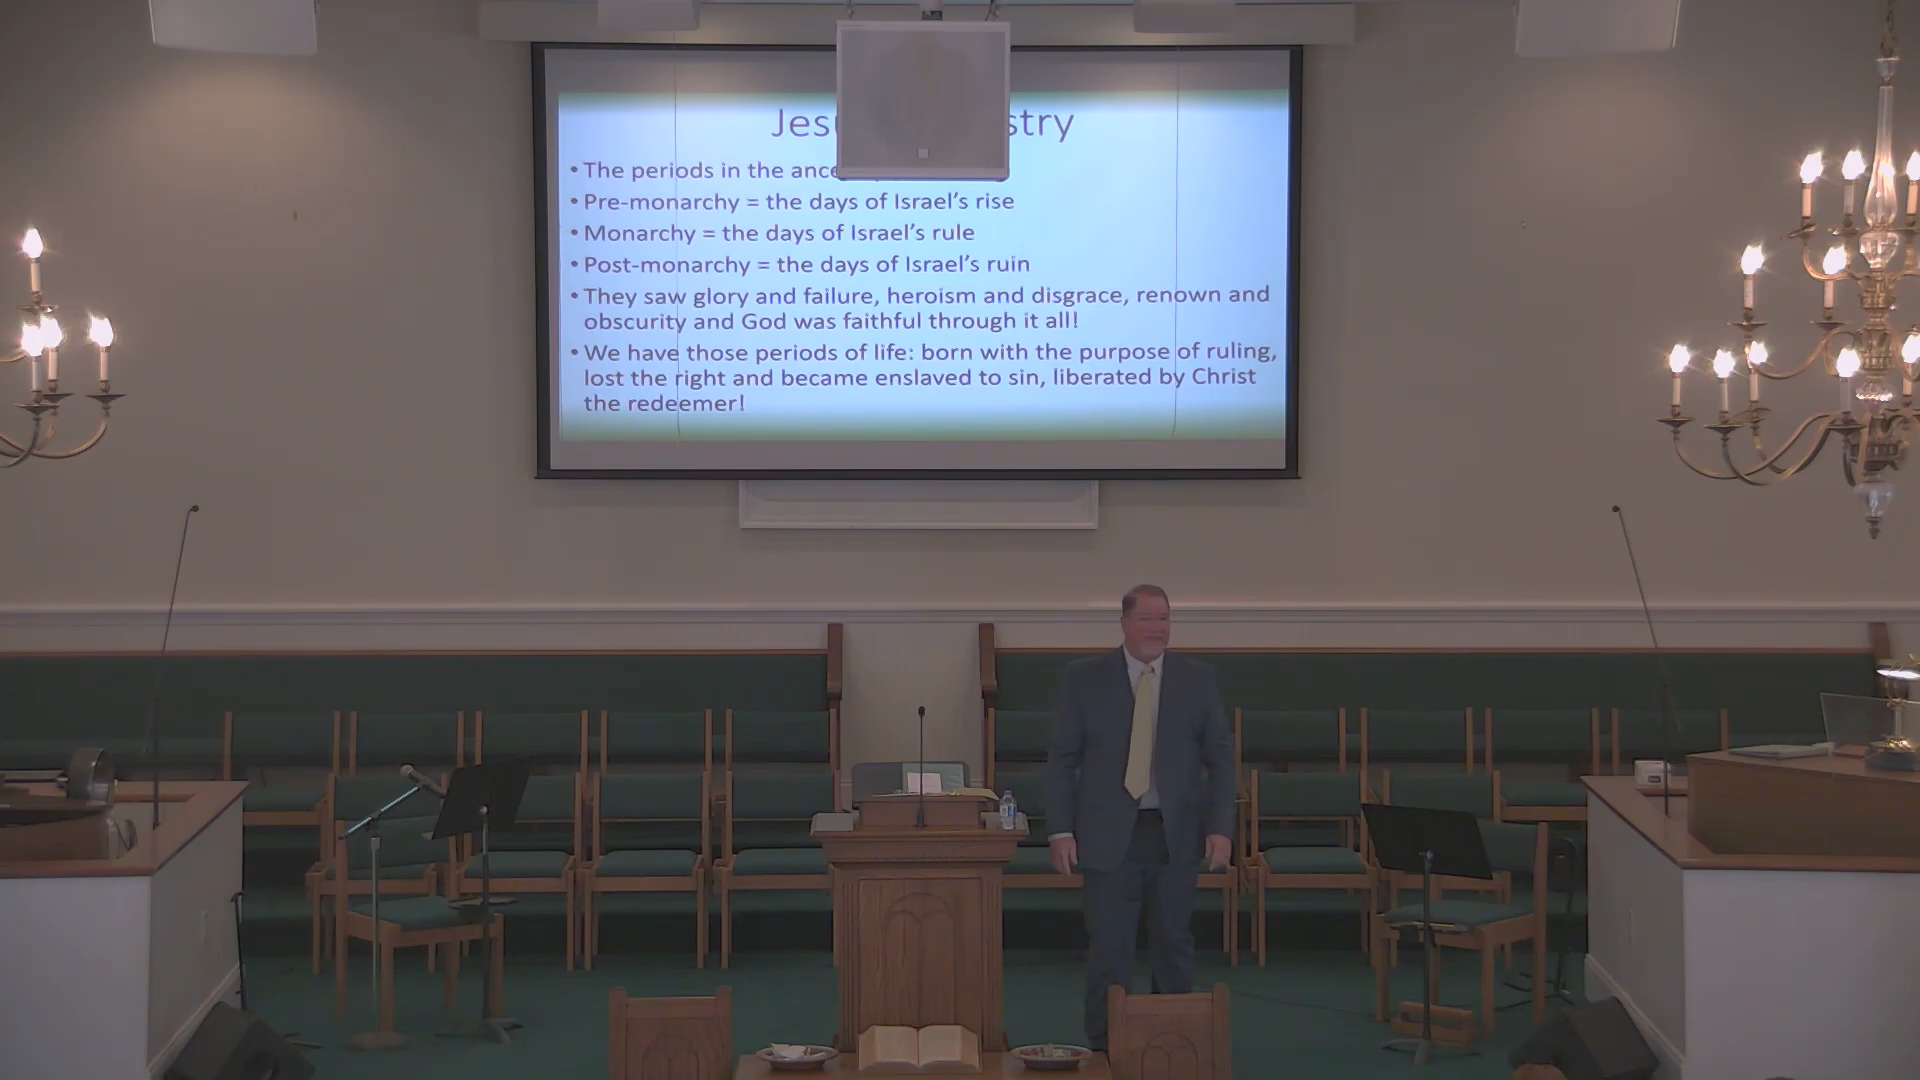 Jes stry
• The periods in the ance
• Pre-monarchy = the days of Israel's rise
• Monarchy = the days of Israel's rule
• Post-monarchy = the days of Israel's ruin
• They saw glory and failure, heroism and disgrace, renown and
obscurity and God was faithful through it all!
• We have those periods of life: born with the purpose of ruling,
lost the right and became enslaved to sin, liberated by Christ
the redeemer!